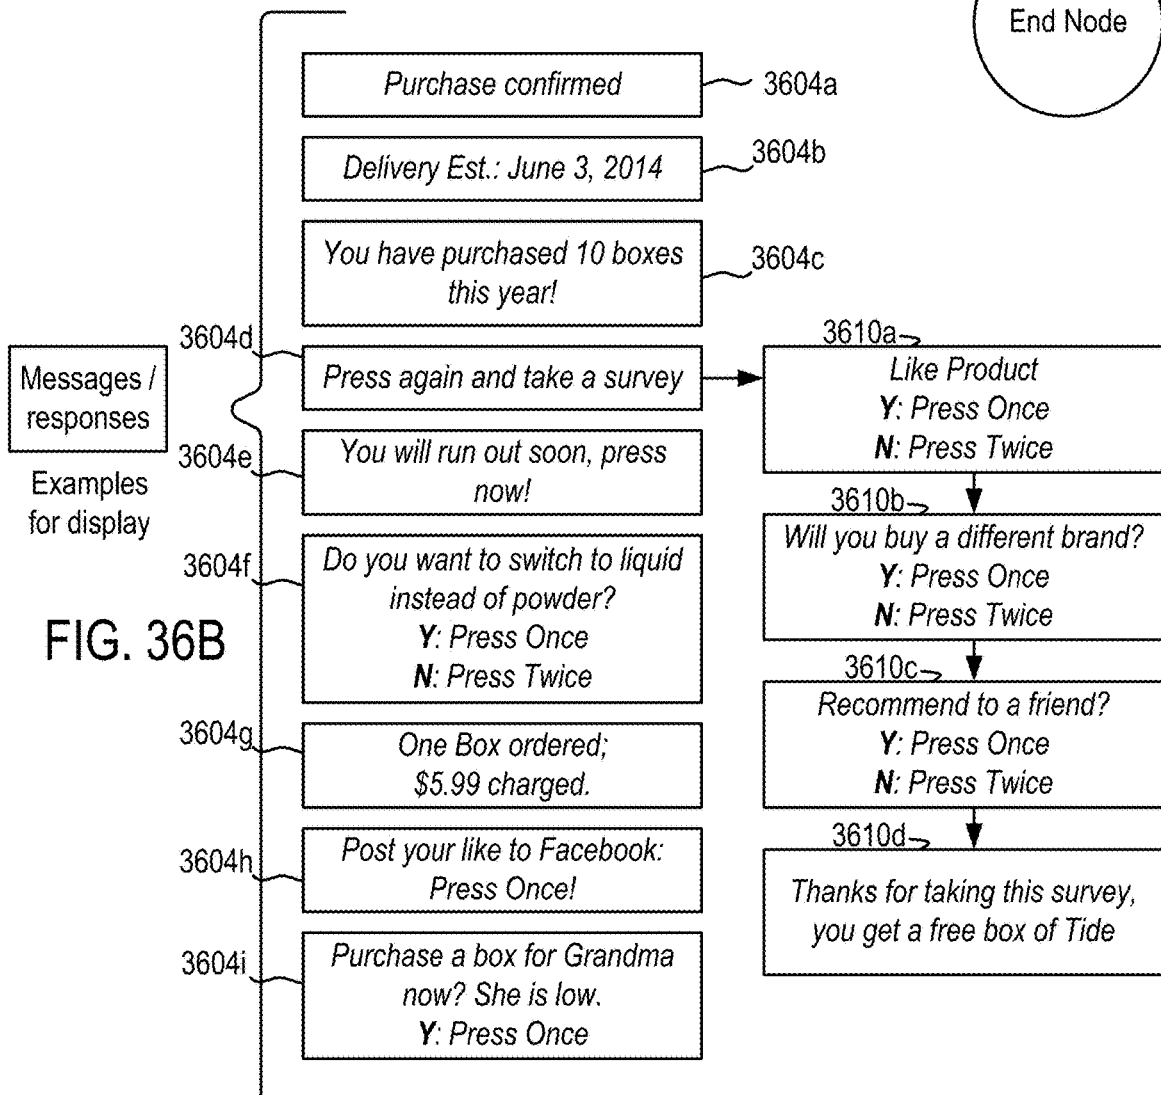 End Node
Purchase confirmed
3604a
Delivery Est.: June 3, 2014
3604b
You have purchased 10 boxes
this year!
3604c
3604d
Press again and take a survey
Messages /
responses
Examples
for display
3604e
You will run out soon, press
now!
3604f
Do you want to switch to liquid
instead of powder?
Y: Press Once
N: Press Twice
FIG. 36B
3604g
One Box ordered;
$5.99 charged.
3604h
Post your like to Facebook:
Press Once!
3604i
Purchase a box for Grandma
now? She is low.
Y: Press Once
3610a
Like Product
Y: Press Once
N: Press Twice
3610b
Will you buy a different brand?
Y: Press Once
N: Press Twice
3610c
Recommend to a friend?
Y: Press Once
N: Press Twice
3610d
Thanks for taking this survey,
you get a free box of Tide